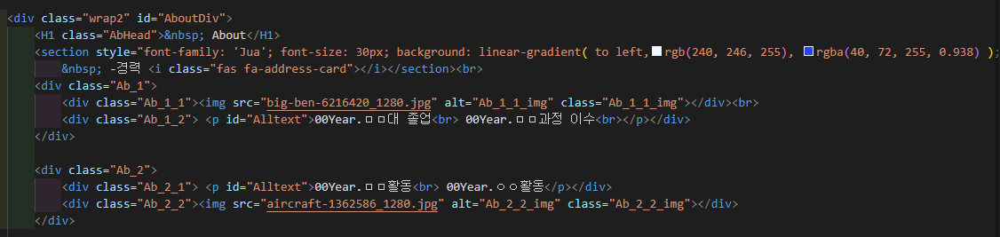 <div class="wrap2" id="AboutDiv">
<H1 class="AbHead">&nbsp; About</H1>
<section style="font-family: 'Jua'; font-size: 30px; background: linear-gradient( to left, rgb(240, 246, 255), rgba(40, 72, 255, 0.938) );
&nbsp; -경력 <i class="fas fa-address-card"></i></section><br>
<div class="Ab_1">
<div class="Ab_1_1"><img src="big-ben-6216420_1280.jpg" alt="Ab_1_1_img" class="Ab_1_1_img"></div><br>
<div class="Ab_1_2"> <p id="Alltext">00Year.ㅁㅁ대 졸업<br> 00Year.ㅁㅁ과정 이수<br></p></div>
</div>
<div class="Ab_2">
<div class="Ab_2_1"> <p id="Alltext">00Year.ㅁㅁ활동<br> 00Year.ㅇㅇ활동</p></div>
<div class="Ab_2_2"><img src="aircraft-1362586_1280.jpg" alt="Ab_2_2_img" class="Ab_2_2_img"></div>
</div>